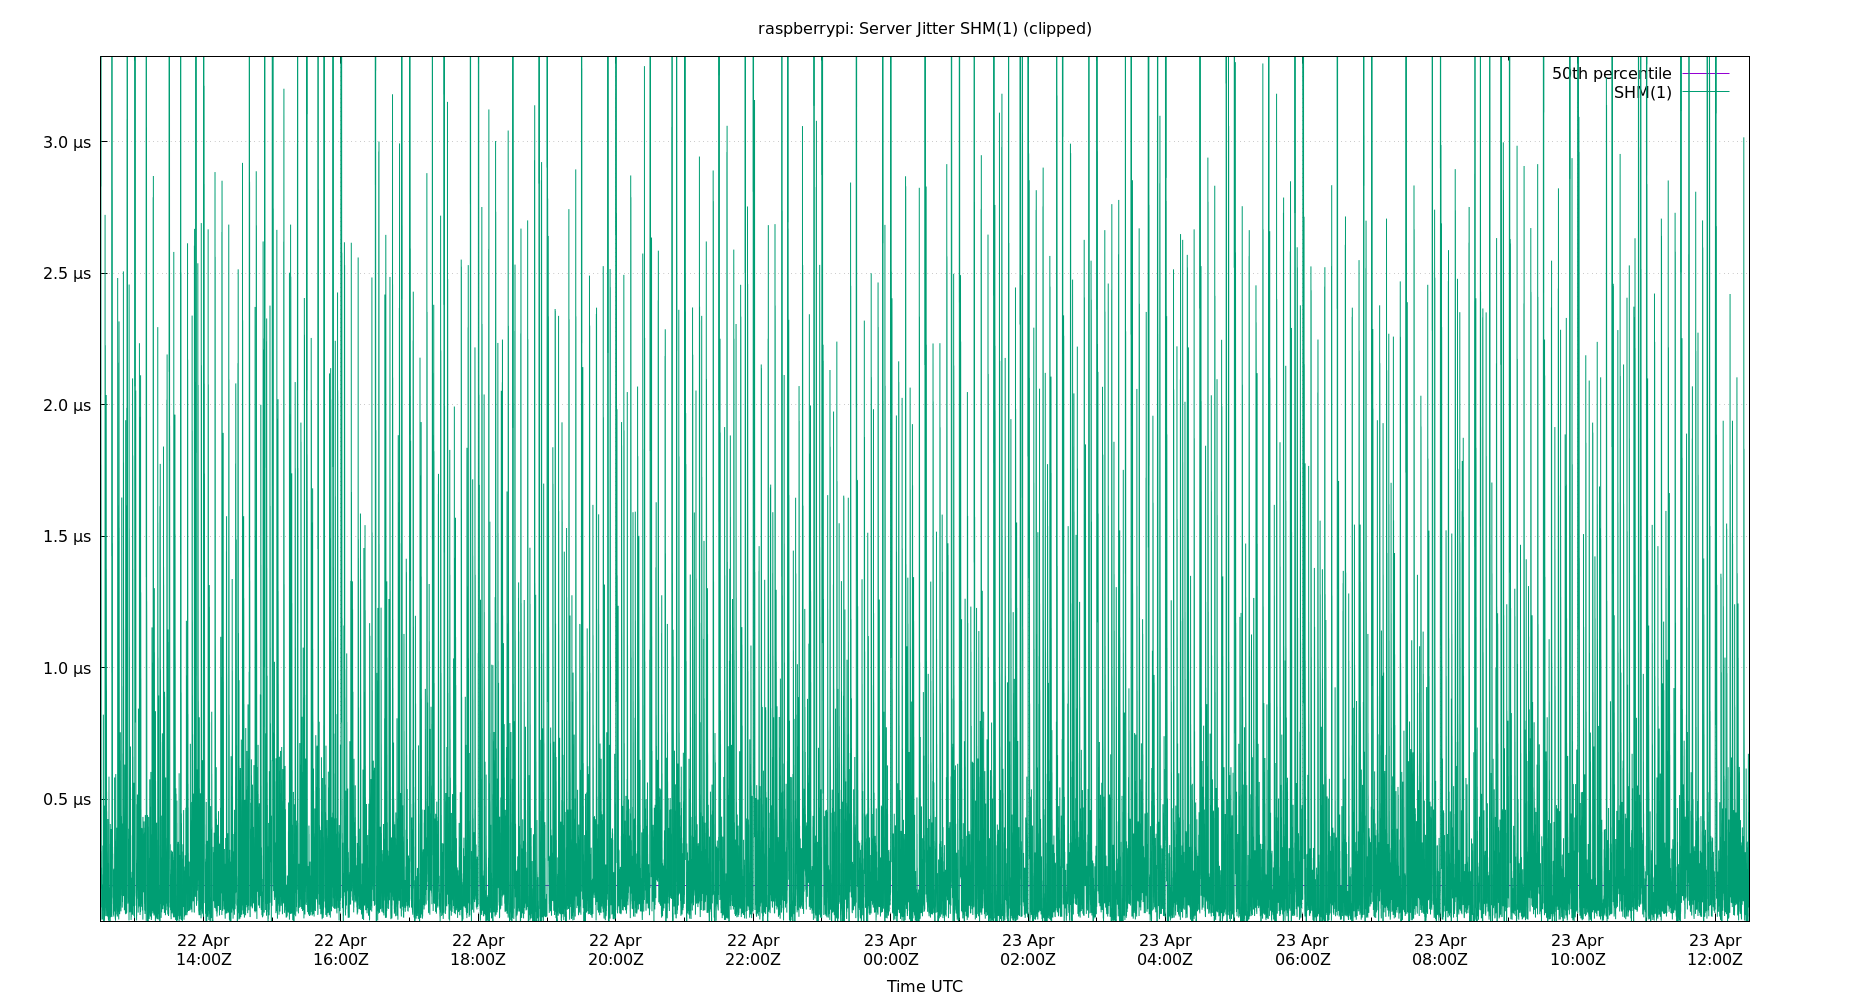 raspberrypi: Server Jitter SHM(1) (clipped)
50th percentile
SHM(1)
3.0 µs
2.5 µs
2.0 µs
1.5 µs
1.0 µs
0.5 µs
22 Apr 22 Apr 22 Apr 22 Apr 22 Apr 23 Apr 23 Apr 23 Apr 23 Apr 23 Apr 23 Apr 23 Apr
14:00Z 16:00Z 18:00Z 20:00Z 22:00Z 00:00Z 02:00Z 04:00Z 06:00Z 08:00Z 10:00Z 12:00Z
Time UTC